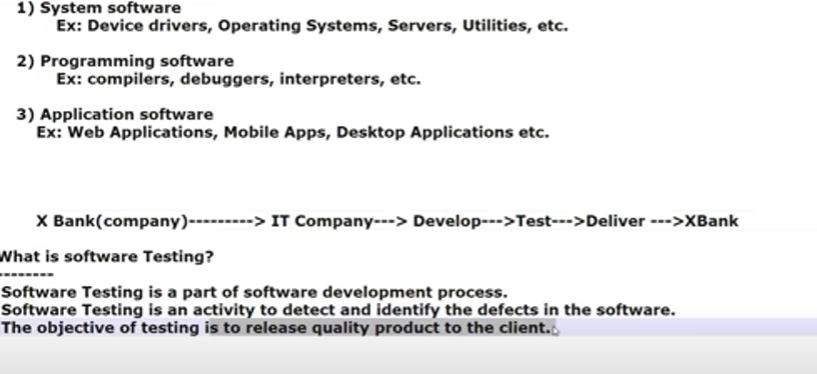 1) System software
Ex: Device drivers, Operating Systems, Servers, Utilities, etc.
2) Programming software
Ex: compilers, debuggers, interpreters, etc.
3) Application software
Ex: Web Applications, Mobile Apps, Desktop Applications etc.
X Bank(company)---------> IT Company---> Develop--->Test--->Deliver --->XBank
What is software Testing?
--------
Software Testing is a part of software development process.
Software Testing is an activity to detect and identify the defects in the software.
The objective of testing is to release quality product to the client.